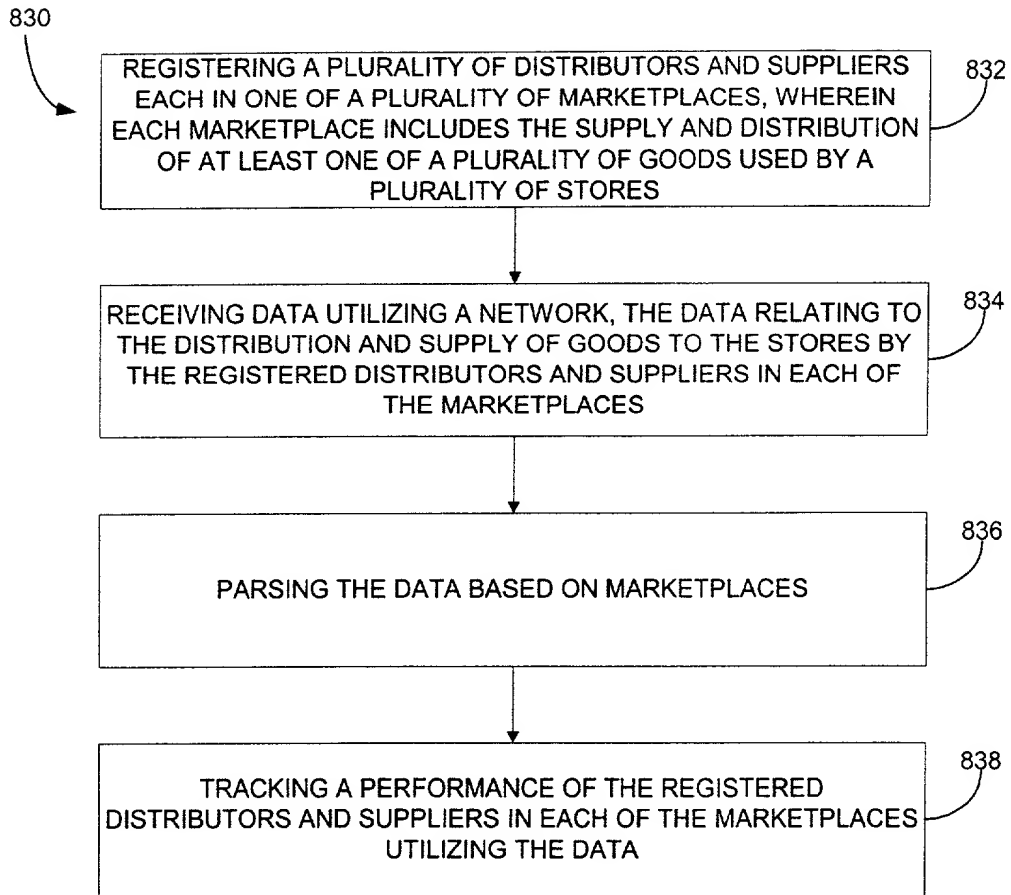 830
REGISTERING A PLURALITY OF DISTRIBUTORS AND SUPPLIERS
EACH IN ONE OF A PLURALITY OF MARKETPLACES, WHEREIN
EACH MARKETPLACE INCLUDES THE SUPPLY AND DISTRIBUTION
OF AT LEAST ONE OF A PLURALITY OF GOODS USED BY A
PLURALITY OF STORES
832
RECEIVING DATA UTILIZING A NETWORK, THE DATA RELATING TO
THE DISTRIBUTION AND SUPPLY OF GOODS TO THE STORES BY
THE REGISTERED DISTRIBUTORS AND SUPPLIERS IN EACH OF
THE MARKETPLACES
834
PARSING THE DATA BASED ON MARKETPLACES
836
TRACKING A PERFORMANCE OF THE REGISTERED
DISTRIBUTORS AND SUPPLIERS IN EACH OF THE MARKETPLACES
UTILIZING THE DATA
838